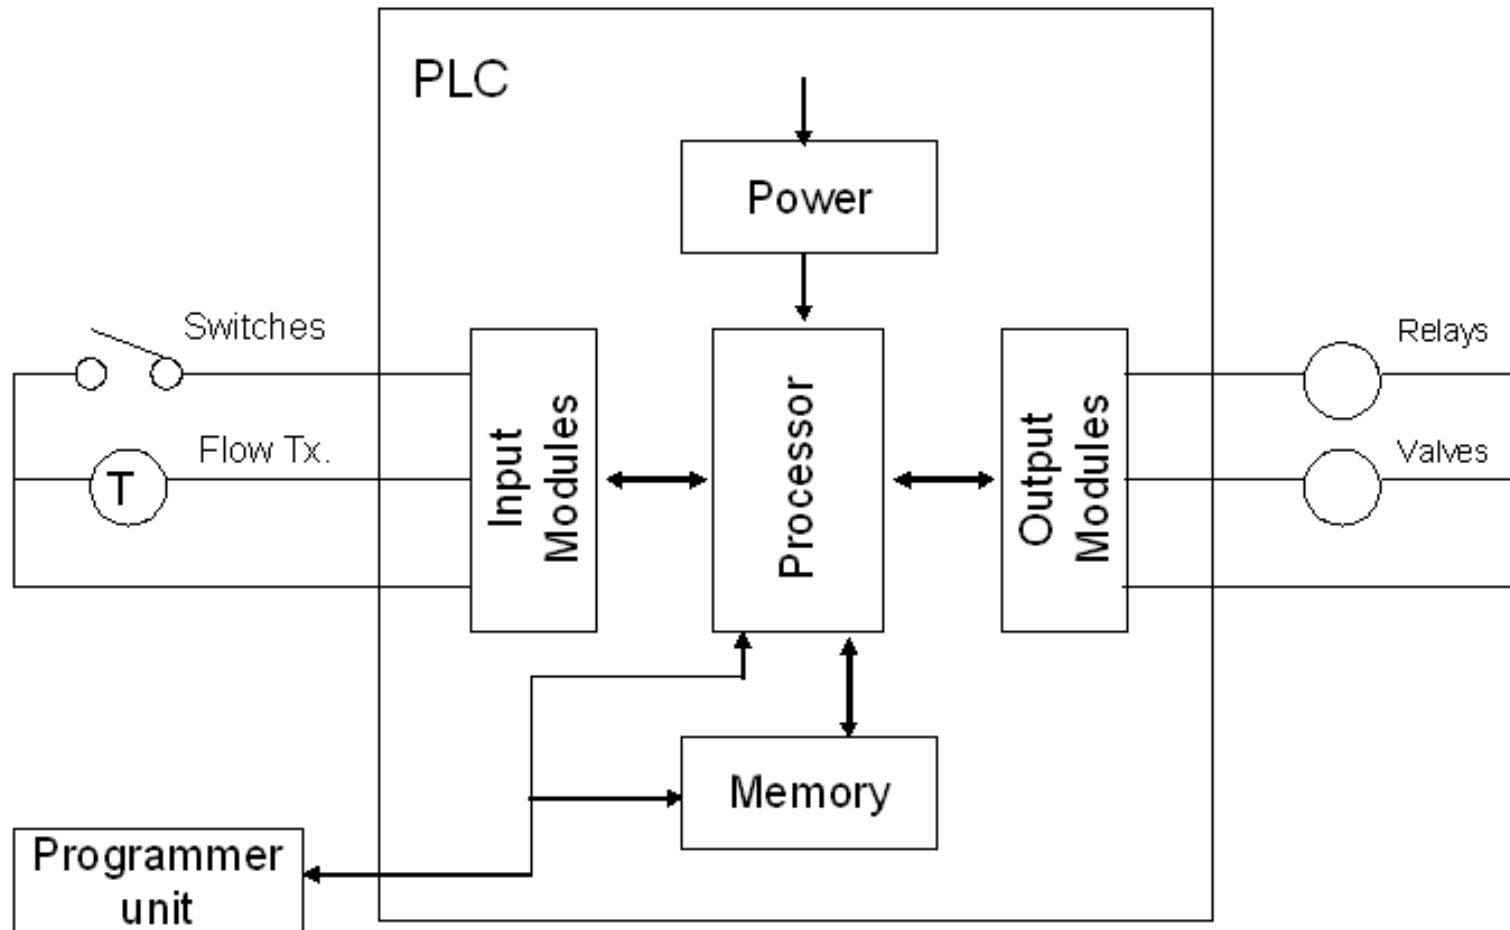 PLC
Power
Switches
Relays
Flow Tx.
Valves
T
Input
Modules
Processor
Output
Modules
Memory
Programmer
unit